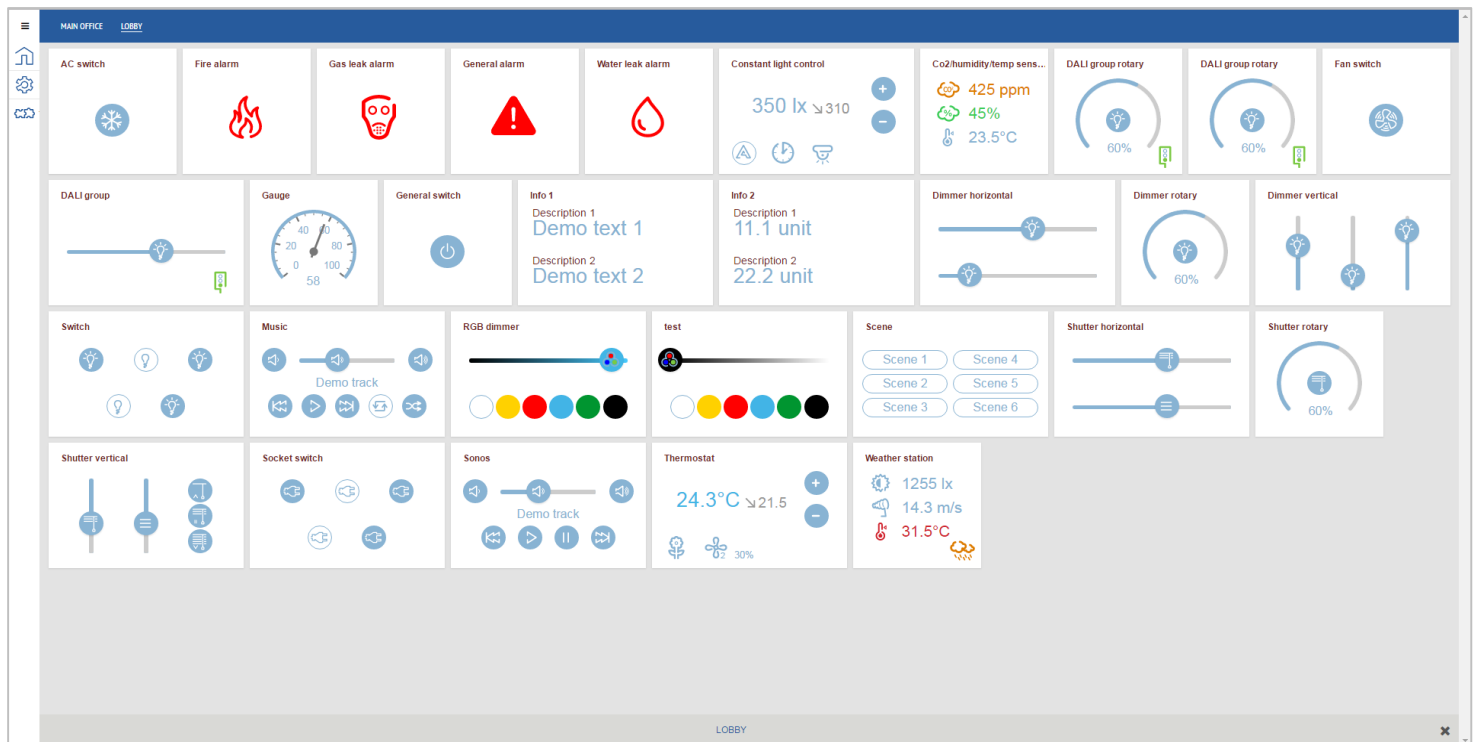 MAIN OFFICE LOBBY
AC switch
Fire alarm
Gas leak alarm
General alarm
Water leak alarm
Constant light control
350 lx ↘310
Co2/humidity/temp sens...
CO2
425 ppm
%
45%
23.5°C
DALI group rotary
60%
DALI group rotary
60%
Fan switch
DALI group
Gauge
0
20
40
60
80
100
58
General switch
Info 1
Description 1
Demo text 1
Description 2
Demo text 2
Info 2
Description 1
11.1 unit
Description 2
22.2 unit
Dimmer horizontal
Dimmer rotary
60%
Dimmer vertical
Switch
Music
Demo track
RGB dimmer
test
Scene
Scene 1 Scene 4
Scene 2 Scene 5
Scene 3 Scene 6
Shutter horizontal
Shutter rotary
60%
Shutter vertical
Socket switch
Sonos
Demo track
Thermostat
24.3°C ↘21.5
2 30%
Weather station
1255 lx
14.3 m/s
31.5°C
LOBBY